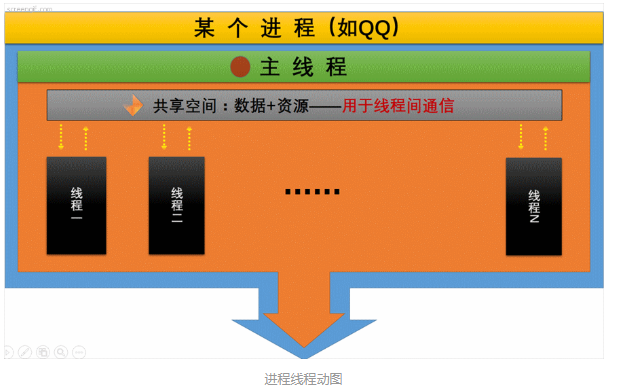 screen2gif.com
某个进程(如QQ)
主线程
共享空间：数据+资源——用于线程间通信
线程一
线程二
......
线程N
进程线程动图